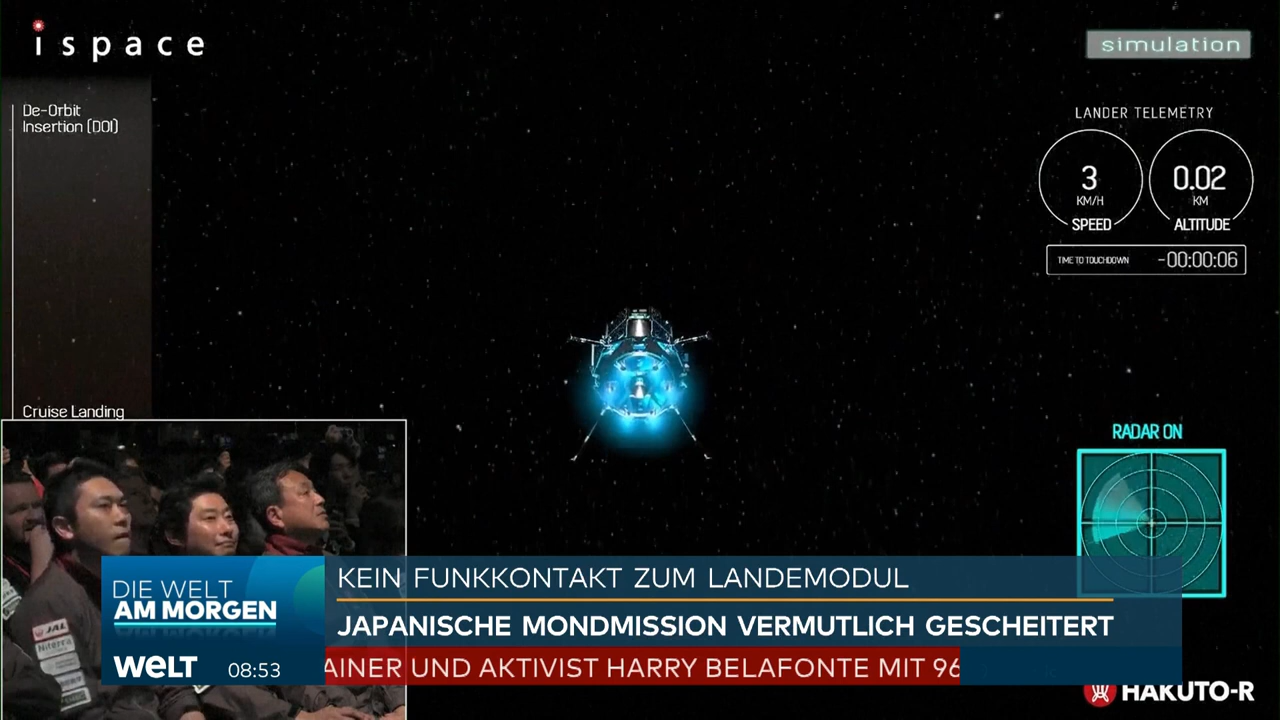 ispace
simulation
De-Orbit
Insertion (DOI)
LANDER TELEMETRY
3
KM/H
SPEED
0.02
KM
ALTITUDE
TIME TO TOUCHDOWN -00:00:06
Cruise Landing
RADAR ON
JAL
DIE WELT
AM MORGEN
KEIN FUNKKONTAKT ZUM LANDEMODUL
JAPANISCHE MONDMISSION VERMUTLICH GESCHEITERT
welt 08:53
AINER UND AKTIVIST HARRY BELAFONTE MIT 96
HAKUTO-R